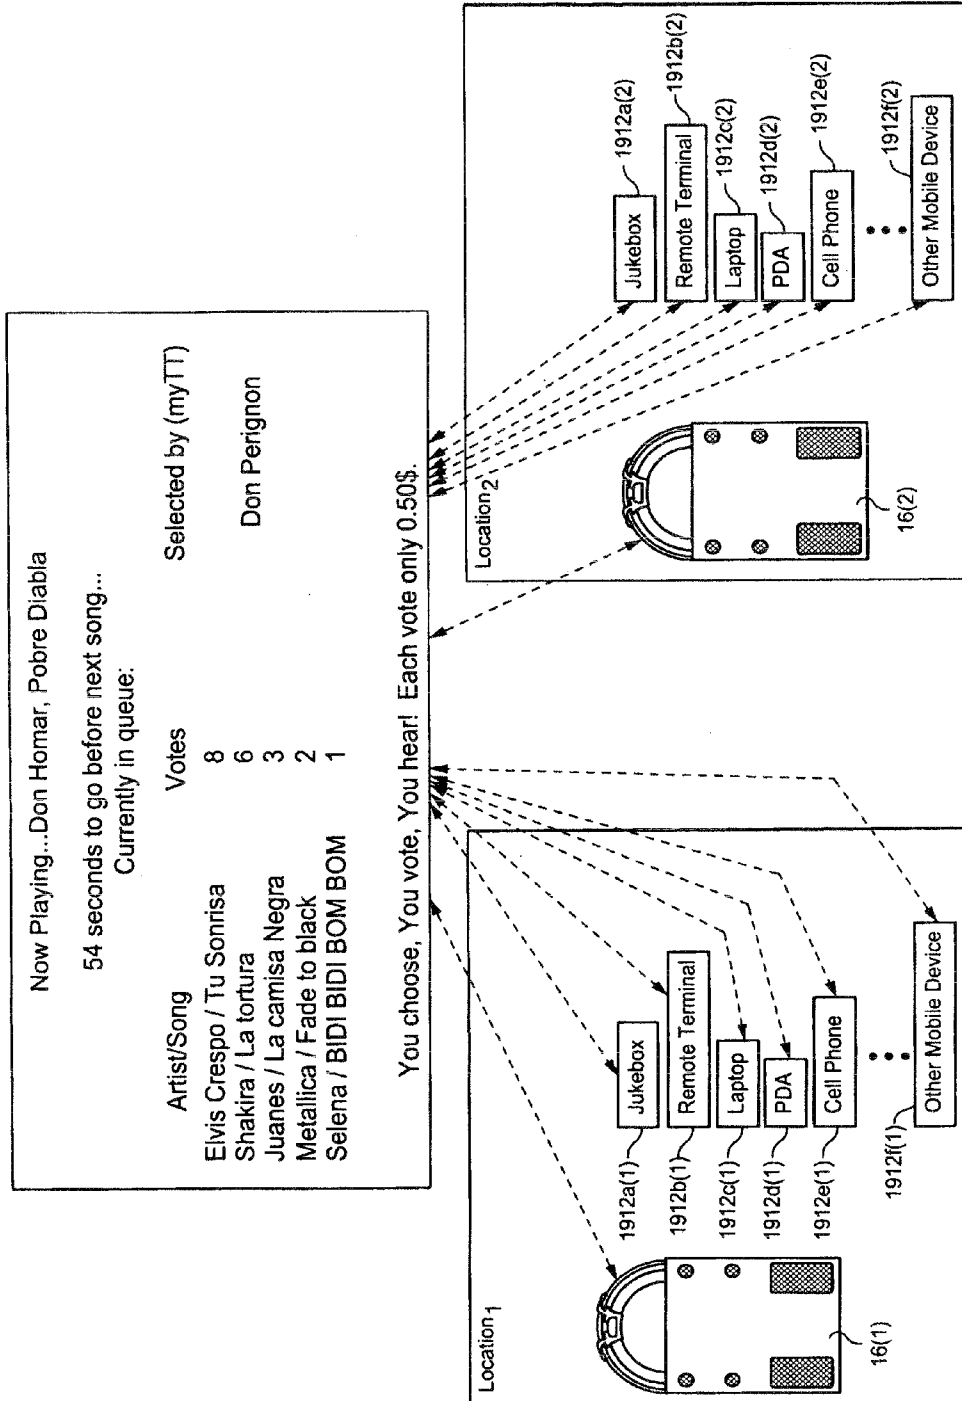 Now Playing...Don Homar, Pobre Diabla
54 seconds to go before next song...
Currently in queue:
Artist/Song Votes Selected by (myTT)
Elvis Crespo / Tu Sonrisa 8
Shakira / La tortura 6 Don Perignon
Juanes / La camisa Negra 3
Metallica / Fade to black 2
Selena / BIDI BIDI BOM BOM 1
You choose, You vote, You hear! Each vote only 0.50$.
Location1
16(1)
1912a(1) Jukebox
1912b(1) Remote Terminal
1912c(1) Laptop
1912d(1) PDA
1912e(1) Cell Phone
1912f(1) Other Mobile Device
Location2
16(2)
Jukebox 1912a(2)
Remote Terminal 1912b(2)
Laptop 1912c(2)
PDA 1912d(2)
Cell Phone 1912e(2)
Other Mobile Device 1912f(2)